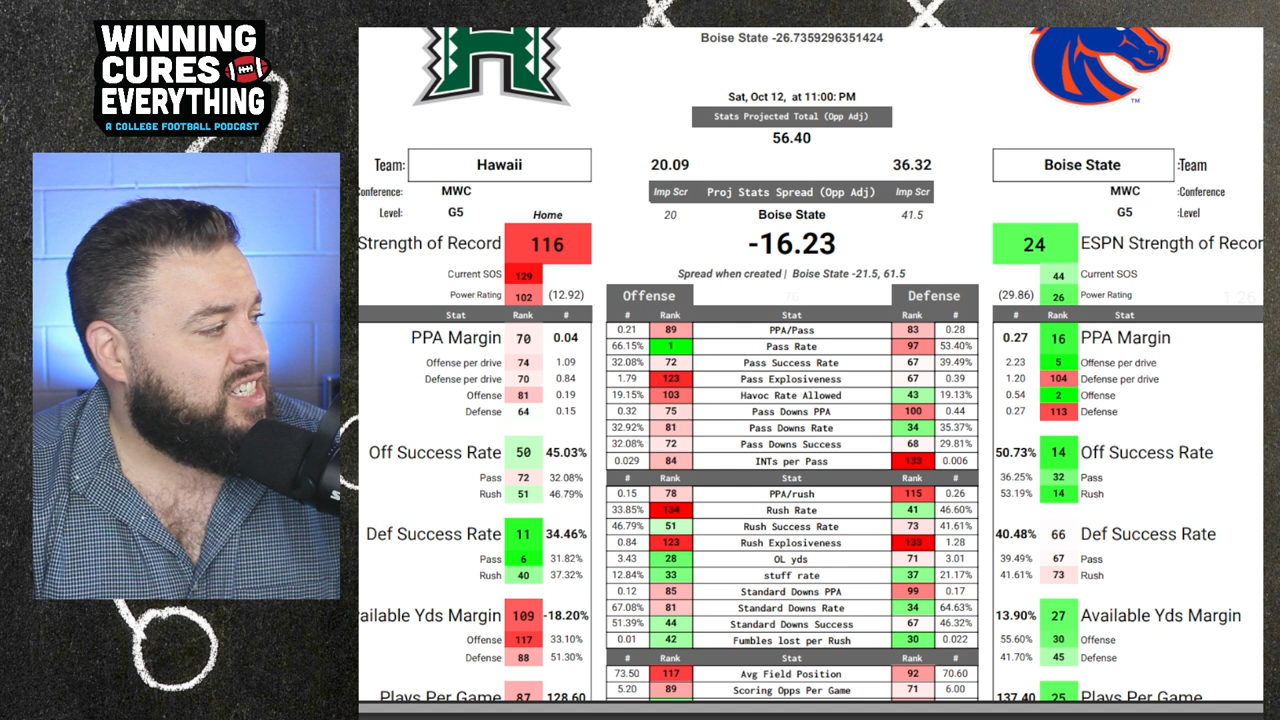 WINNING
CURES
EVERYTHING
A COLLEGE FOOTBALL PODCAST
Boise State -26.7359296351424
Sat, Oct 12, at 11:00: PM
Stats Projected Total (Opp Adj)
56.40
Team: Hawaii 20.09 36.32 Boise State :Team
Conference: MWC Imp Scr Proj Stats Spread (Opp Adj) Imp Scr MWC :Conference
Level: G5 Home 20 Boise State 41.5 G5 :Level
Strength of Record 116 -16.23 24 ESPN Strength of Recor
Current SOS 129 Spread when created | Boise State -21.5, 61.5 44 Current SOS
Power Rating 102 (12.92) Offense 76 Defense (29.86) 26 Power Rating 1.26
Stat Rank # # Rank Stat Rank # # Rank Stat
PPA Margin 70 0.04 0.21 89 PPA/Pass 83 0.28 0.27 16 PPA Margin
66.15% 1 Pass Rate 97 53.40%
Offense per drive 74 1.09 32.08% 72 Pass Success Rate 67 39.49% 2.23 5 Offense per drive
Defense per drive 70 0.84 1.79 123 Pass Explosiveness 67 0.39 1.20 104 Defense per drive
Offense 81 0.19 19.15% 103 Havoc Rate Allowed 43 19.13% 0.54 2 Offense
Defense 64 0.15 0.32 75 Pass Downs PPA 100 0.44 0.27 113 Defense
32.92% 81 Pass Downs Rate 34 35.37%
Off Success Rate 50 45.03% 32.08% 72 Pass Downs Success 68 29.81% 50.73% 14 Off Success Rate
0.029 84 INTs per Pass 133 0.006
Pass 72 32.08% # Rank Stat Rank # 36.25% 32 Pass
Rush 51 46.79% 0.15 78 PPA/rush 115 0.26 53.19% 14 Rush
33.85% 134 Rush Rate 41 46.60%
46.79% 51 Rush Success Rate 73 41.61%
Def Success Rate 11 34.46% 0.84 123 Rush Explosiveness 133 1.28 40.48% 66 Def Success Rate
Pass 6 31.82% 3.43 28 OL yds 71 3.01 39.49% 67 Pass
Rush 40 37.32% 12.84% 33 stuff rate 37 21.17% 41.61% 73 Rush
0.12 85 Standard Downs PPA 99 0.17
67.08% 81 Standard Downs Rate 34 64.63%
ailable Yds Margin 109 -18.20% 51.39% 44 Standard Downs Success 67 46.32% 13.90% 27 Available Yds Margin
Offense 117 33.10% 0.01 42 Fumbles lost per Rush 30 0.022 55.60% 30 Offense
Defense 88 51.30% # Rank Stat Rank # 41.70% 45 Defense
73.50 117 Avg Field Position 92 70.60
5.20 89 Scoring Opps Per Game 71 6.00
Plays Per Game 87 128.60 137.40 25 Plays Per Game